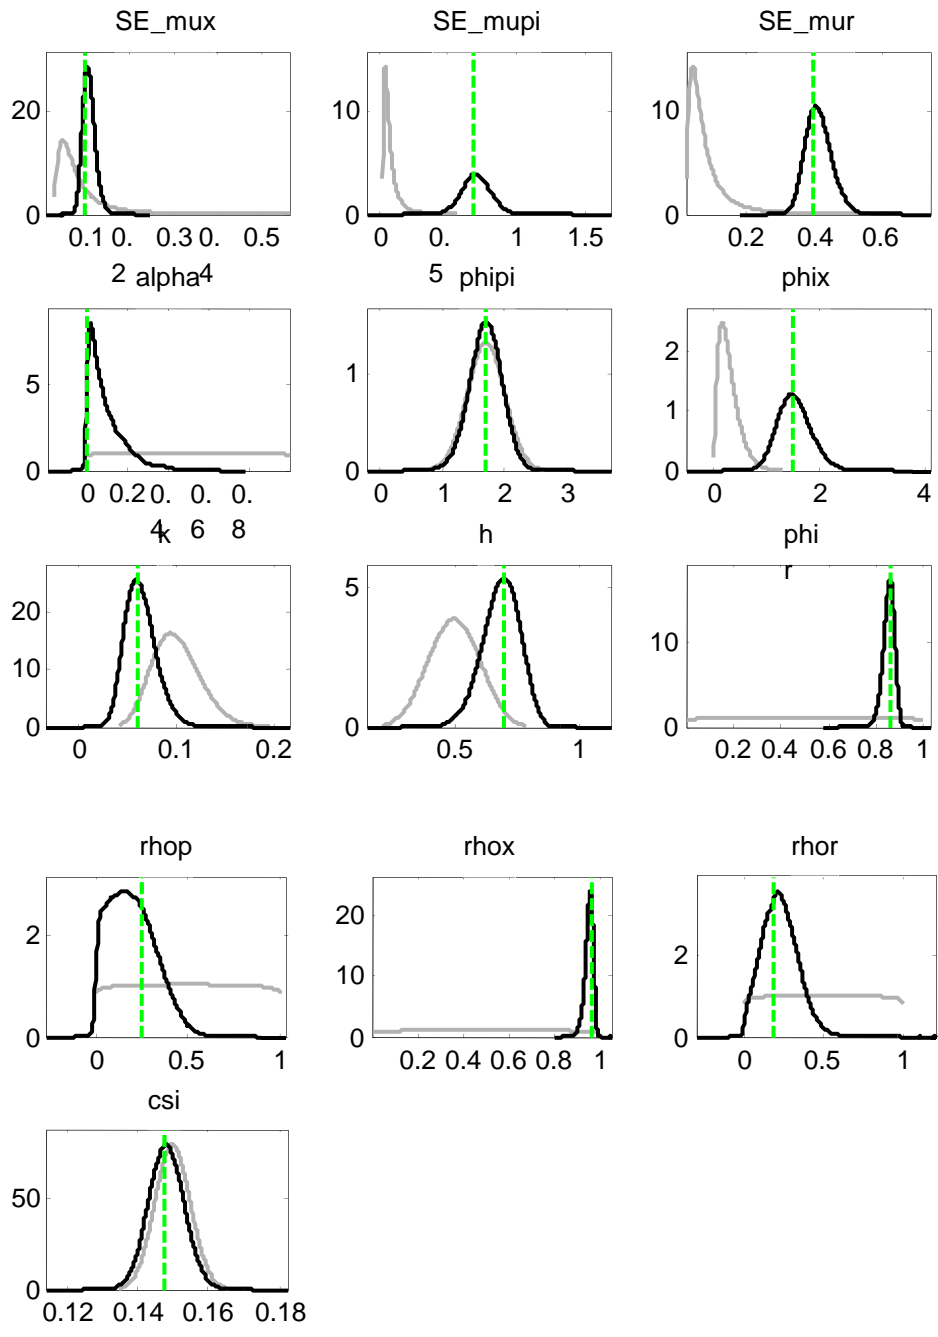 SE_mux SE_mupi SE_mur
20 10 10
0 0 0
0.1 0. 0.3 0. 0.5 0 0. 1 1.5 0.2 0.4 0.6
2 alpha 4 5 phipi phix
5 1 2
1
0 0 0
0 0.2 0. 0. 0. 0 1 2 3 0 2 4
4 k 6 8 h phi
r
20 5 10
10
0 0 0
0 0.1 0.2 0.5 1 0.2 0.4 0.6 0.8 1
rhop rhox rhor
2 20 2
10
0 0 0
0 0.5 1 0.2 0.4 0.6 0.8 1 0 0.5 1
csi
50
0
0.12 0.14 0.16 0.18